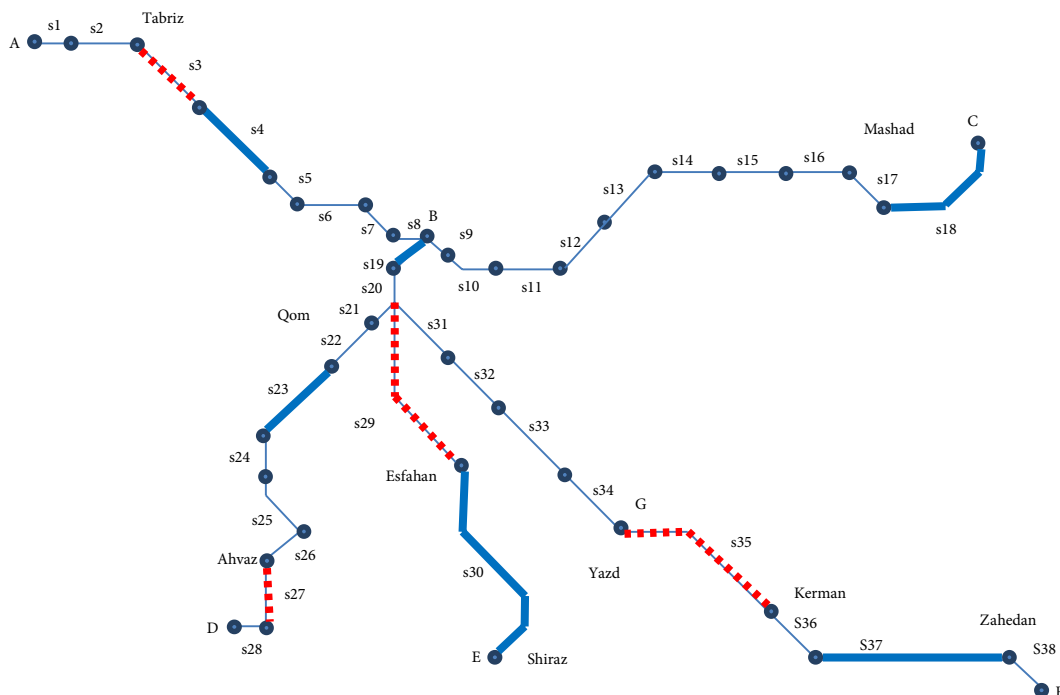 Tabriz
s1
s2
A
s3
s4
s5
s6
s7
s8
B
s9
s10
s11
s12
s13
s14
s15
s16
Mashad
C
s17
s18
s19
s20
s21
Qom
s22
s23
s24
s25
s26
Ahvaz
s27
D
s28
s29
Esfahan
s30
E
Shiraz
s31
s32
s33
s34
G
Yazd
s35
Kerman
S36
S37
Zahedan
S38